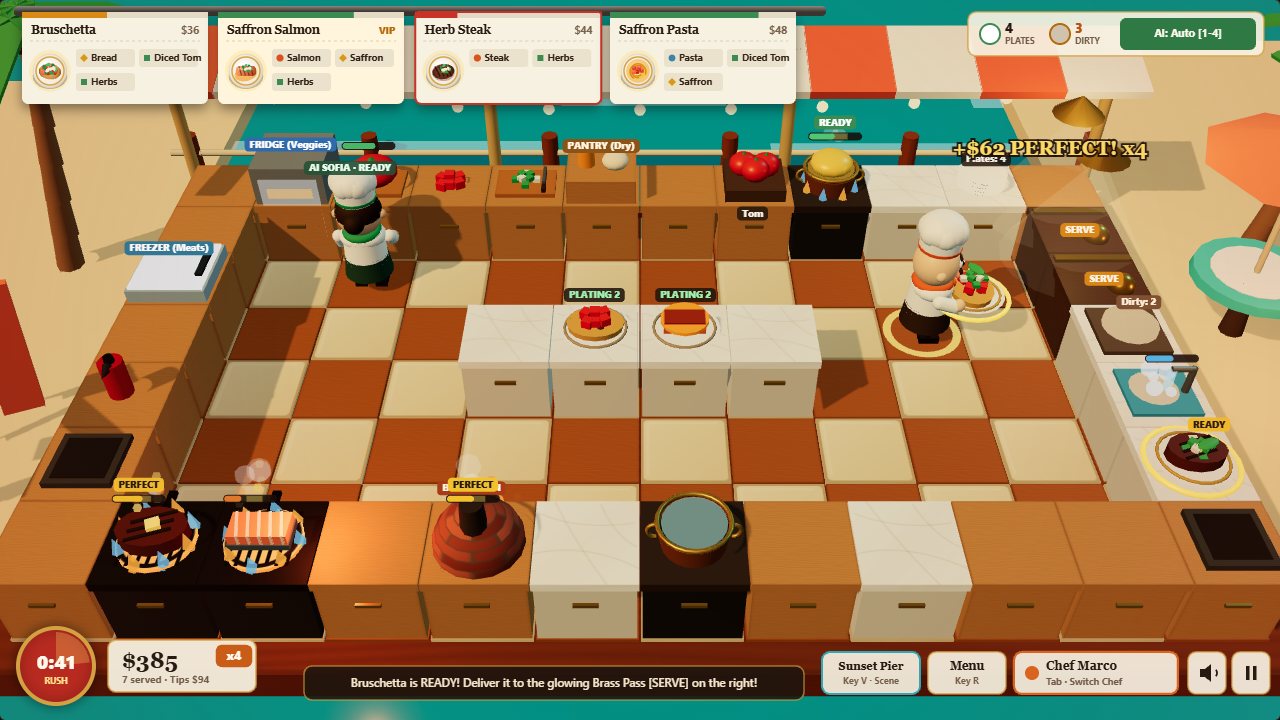 Bruschetta $36
Bread
Diced Tom
Herbs
Saffron Salmon VIP
Salmon
Saffron
Herbs
Herb Steak $44
Steak
Herbs
Saffron Pasta $48
Pasta
Diced Tom
Saffron
4 PLATES
3 DIRTY
AI: Auto [1-4]
FRIDGE (Veggies)
AI SOFIA · READY
PANTRY (Dry)
READY
+$62 PERFECT! x4
Plates: 4
Tom
FREEZER (Meats)
SERVE
SERVE
PLATING 2
PLATING 2
Dirty: 2
READY
PERFECT
PERFECT
0:41
RUSH
$385
x4
7 served · Tips $94
Bruschetta is READY! Deliver it to the glowing Brass Pass [SERVE] on the right!
Sunset Pier
Key V · Scene
Menu
Key R
Chef Marco
Tab · Switch Chef